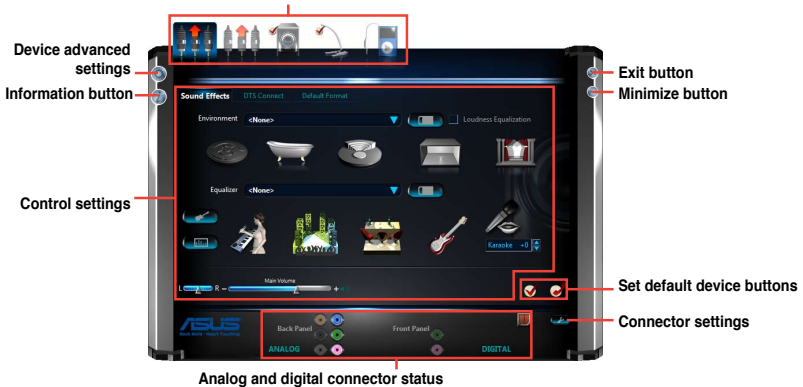 Device advanced
settings
Information button
Exit button
Minimize button
Sound Effects DTS Connect Default Format
Environment <None> Loudness Equalization
Equalizer <None>
Control settings
Karaoke +0
Main Volume
L R - +
Set default device buttons
ASUS
Back Panel Front Panel
ANALOG DIGITAL
Connector settings
Analog and digital connector status